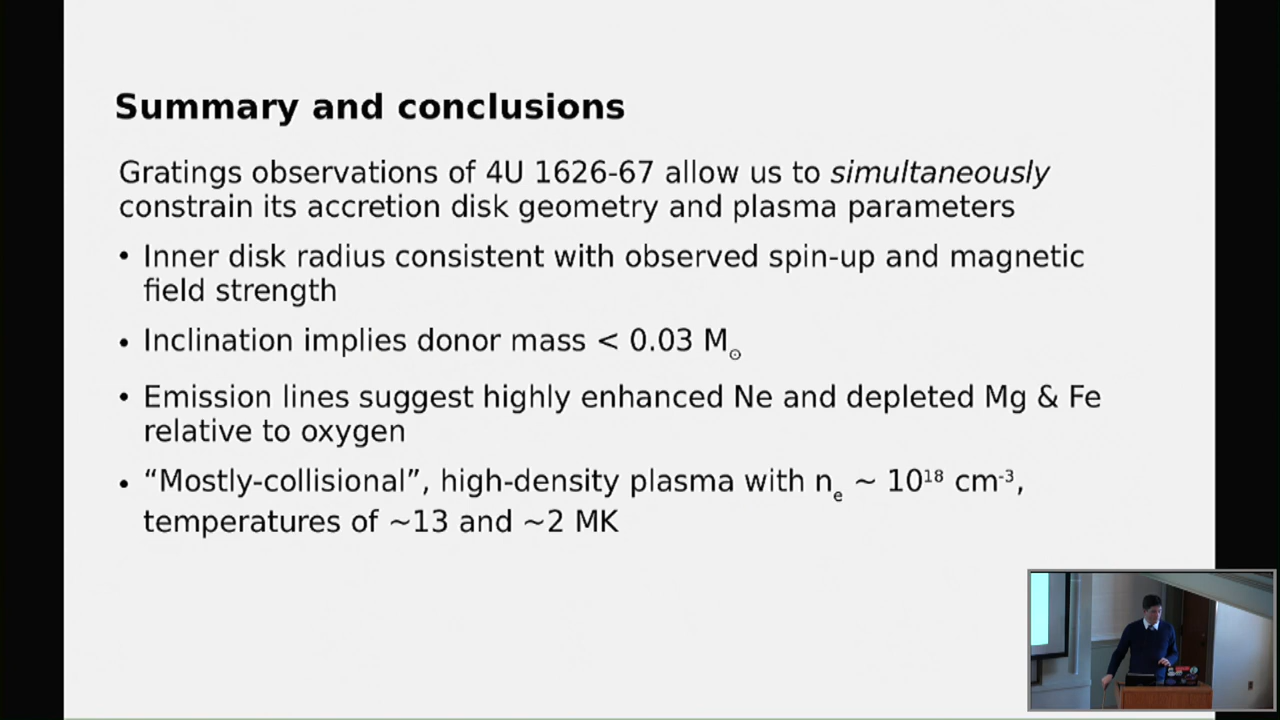 Summary and conclusions
Gratings observations of 4U 1626-67 allow us to simultaneously
constrain its accretion disk geometry and plasma parameters
• Inner disk radius consistent with observed spin-up and magnetic
field strength
• Inclination implies donor mass < 0.03 M☉
• Emission lines suggest highly enhanced Ne and depleted Mg & Fe
relative to oxygen
• “Mostly-collisional”, high-density plasma with nₑ ~ 10¹⁸ cm⁻³,
temperatures of ~13 and ~2 MK